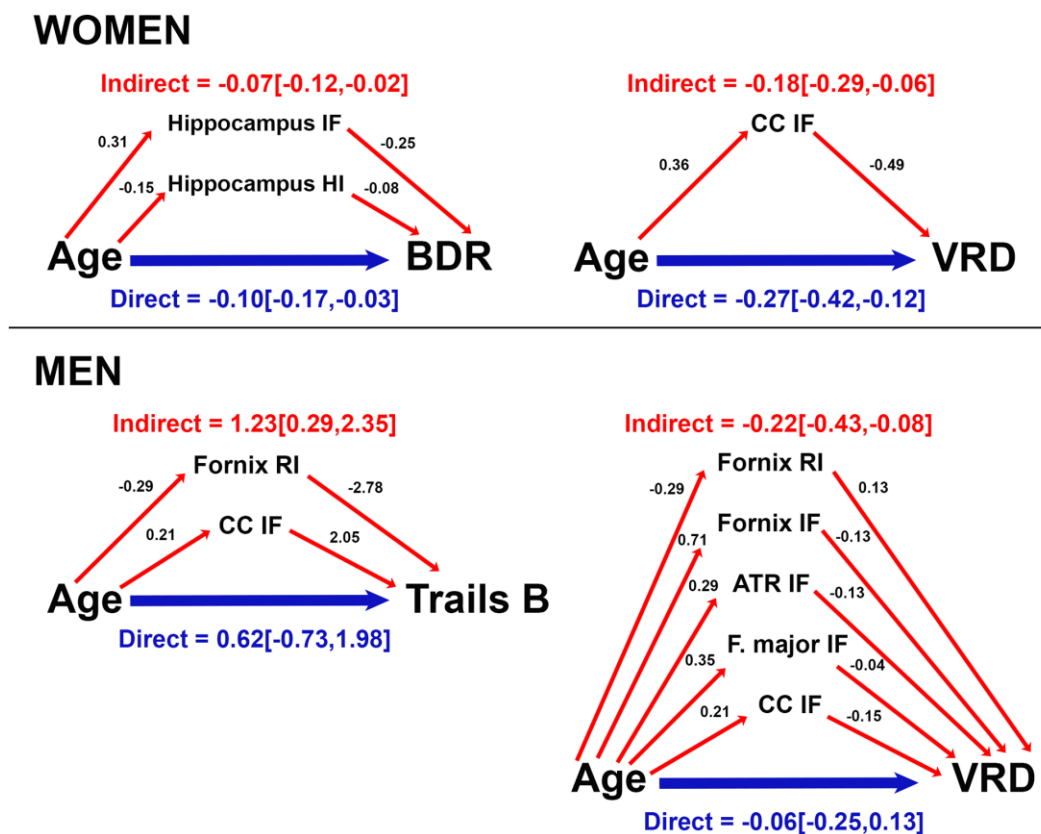 WOMEN
Indirect = -0.07[-0.12,-0.02]
Hippocampus IF
0.31
-0.25
Hippocampus HI
-0.15
-0.08
Age
BDR
Direct = -0.10[-0.17,-0.03]
Indirect = -0.18[-0.29,-0.06]
CC IF
0.36
-0.49
Age
VRD
Direct = -0.27[-0.42,-0.12]
MEN
Indirect = 1.23[0.29,2.35]
Fornix RI
-0.29
-2.78
CC IF
0.21
2.05
Age
Trails B
Direct = 0.62[-0.73,1.98]
Indirect = -0.22[-0.43,-0.08]
Fornix RI
-0.29
0.13
Fornix IF
0.71
-0.13
ATR IF
0.29
-0.13
F. major IF
0.35
-0.04
CC IF
0.21
-0.15
Age
VRD
Direct = -0.06[-0.25,0.13]